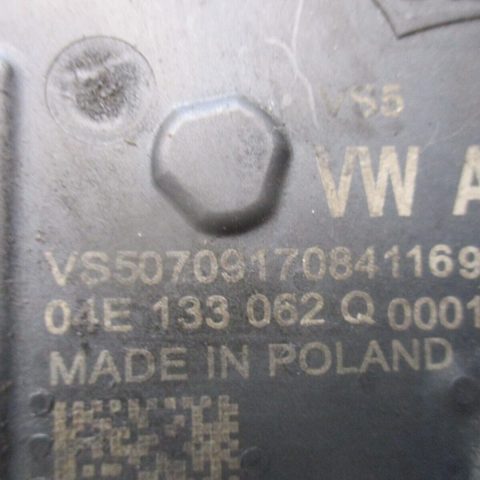 VS5
VW A
VS50709170841169
04E 133 062 Q 0001
MADE IN POLAND